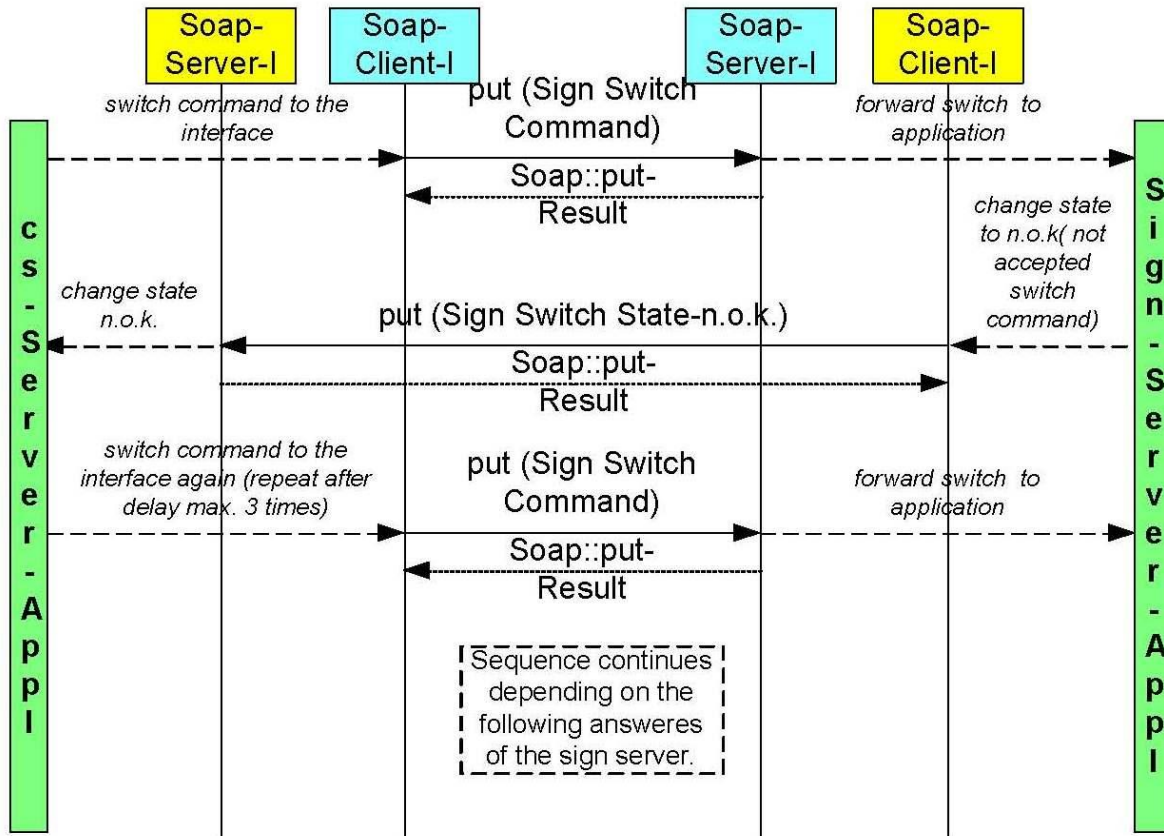 Soap-
Server-I
Soap-
Client-I
Soap-
Server-I
Soap-
Client-I
switch command to the
interface
put (Sign Switch
Command)
forward switch to
application
Soap::put-
Result
change state
to n.o.k( not
accepted
switch
command)
change state
n.o.k.
put (Sign Switch State-n.o.k.)
Soap::put-
Result
switch command to the
interface again (repeat after
delay max. 3 times)
put (Sign Switch
Command)
forward switch to
application
Soap::put-
Result
Sequence continues
depending on the
following answeres
of the sign server.
cs-Server-Appl
Sign-Server-Appl